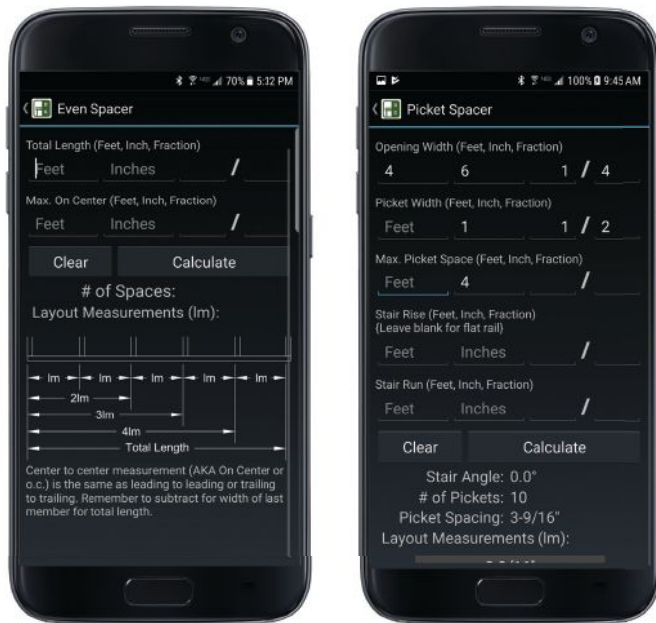 70% 5:12 PM
Even Spacer
Total Length (Feet, Inch, Fraction)
Feet Inches /
Max. On Center (Feet, Inch, Fraction)
Feet Inches /
Clear Calculate
# of Spaces:
Layout Measurements (lm):
lm lm lm lm lm
2lm
3lm
4lm
Total Length
Center to center measurement (AKA On Center or
o.c.) is the same as leading to leading or trailing
to trailing. Remember to subtract for width of last
member for total length.
100% 9:45 AM
Picket Spacer
Opening Width (Feet, Inch, Fraction)
4 6 1 / 4
Picket Width (Feet, Inch, Fraction)
Feet 1 1 / 2
Max. Picket Space (Feet, Inch, Fraction)
Feet 4 /
Stair Rise (Feet, Inch, Fraction)
{Leave blank for flat rail}
Feet Inches /
Stair Run (Feet, Inch, Fraction)
Feet Inches /
Clear Calculate
Stair Angle: 0.0°
# of Pickets: 10
Picket Spacing: 3-9/16"
Layout Measurements (lm):